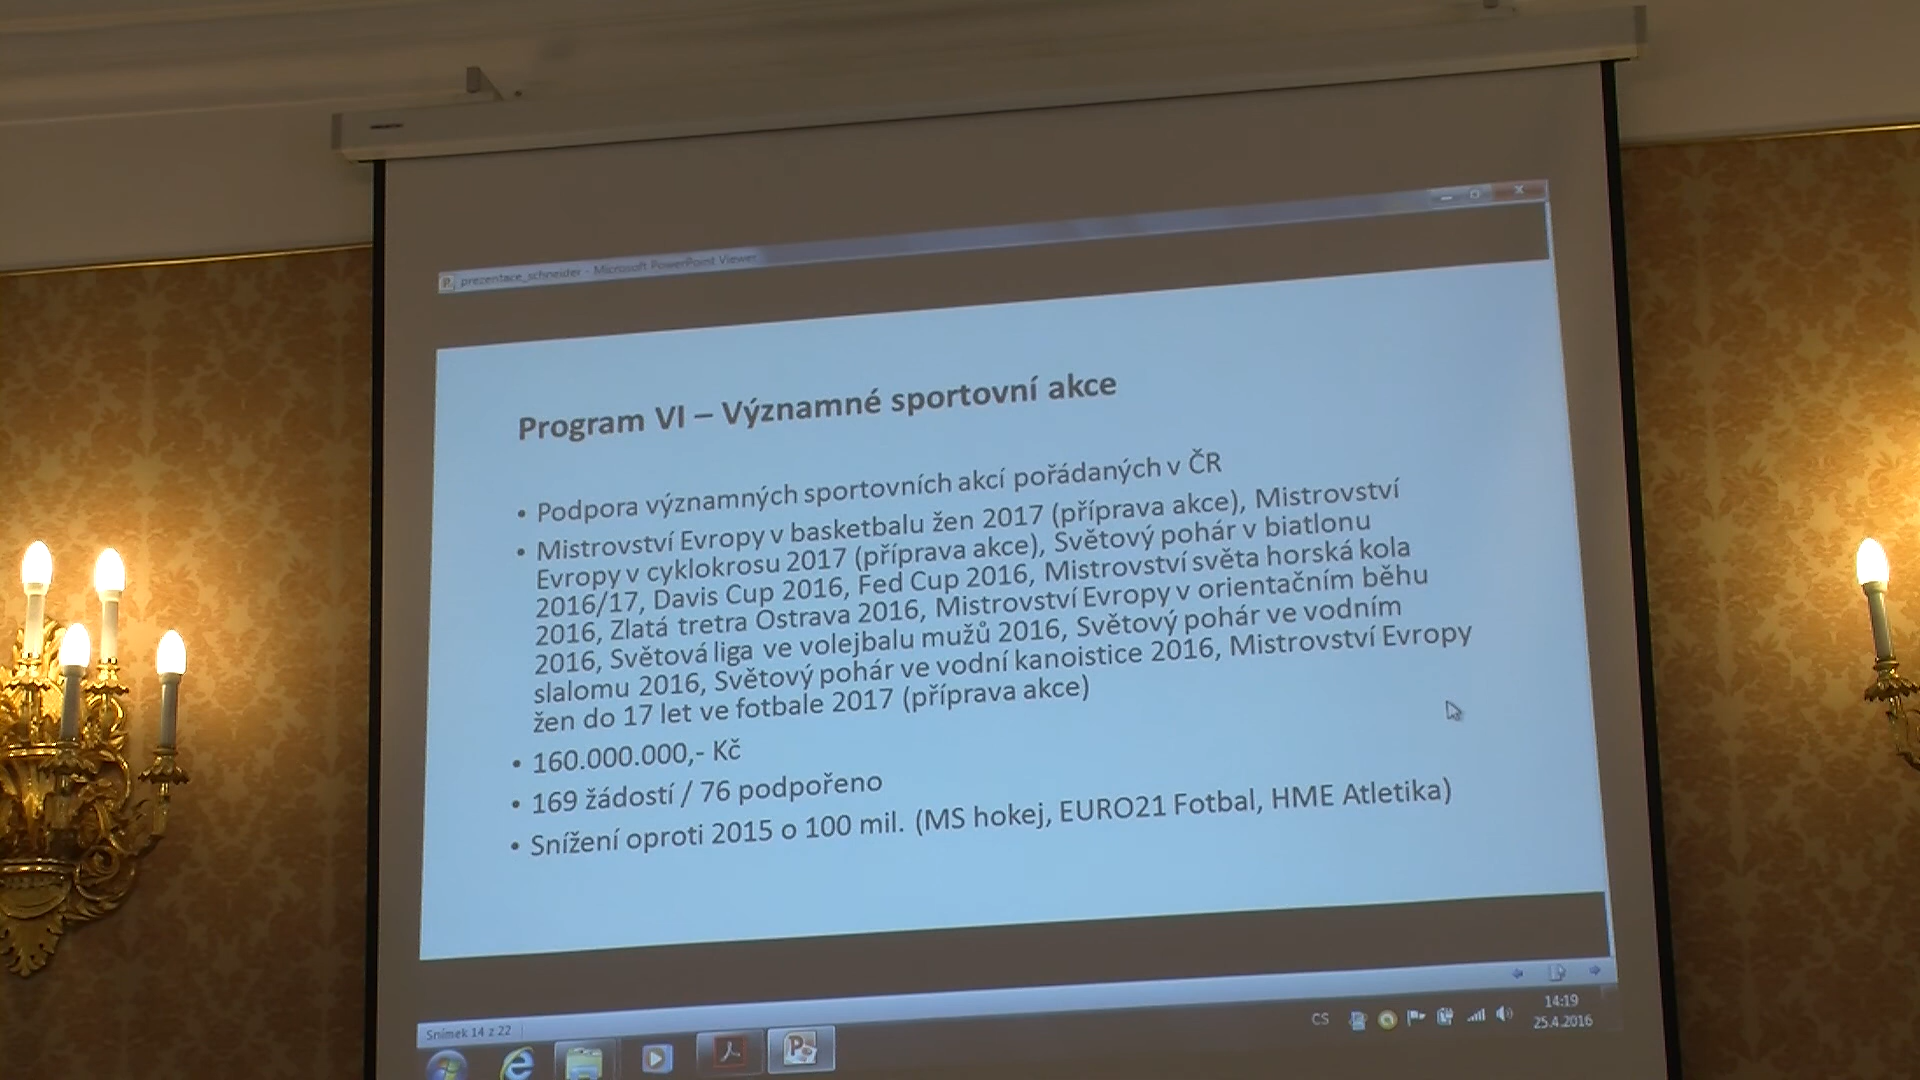 prezentace_schneider - Microsoft PowerPoint Viewer
Program VI – Významné sportovní akce
• Podpora významných sportovních akcí pořádaných v ČR
• Mistrovství Evropy v basketbalu žen 2017 (příprava akce), Mistrovství
Evropy v cyklokrosu 2017 (příprava akce), Světový pohár v biatlonu
2016/17, Davis Cup 2016, Fed Cup 2016, Mistrovství světa horská kola
2016, Zlatá tretra Ostrava 2016, Mistrovství Evropy v orientačním běhu
2016, Světová liga ve volejbalu mužů 2016, Světový pohár ve vodním
slalomu 2016, Světový pohár ve vodní kanoistice 2016, Mistrovství Evropy
žen do 17 let ve fotbale 2017 (příprava akce)
• 160.000.000,- Kč
• 169 žádostí / 76 podpořeno
• Snížení oproti 2015 o 100 mil. (MS hokej, EURO21 Fotbal, HME Atletika)
Snímek 14 z 22
CS
14:19
25.4.2016